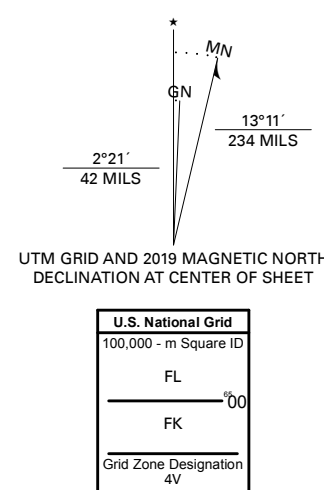 ★
MN
GN
13°11´
234 MILS
2°21´
42 MILS
UTM GRID AND 2019 MAGNETIC NORTH
DECLINATION AT CENTER OF SHEET
U.S. National Grid
100,000 - m Square ID
FL
⁶⁵00
FK
Grid Zone Designation
4V